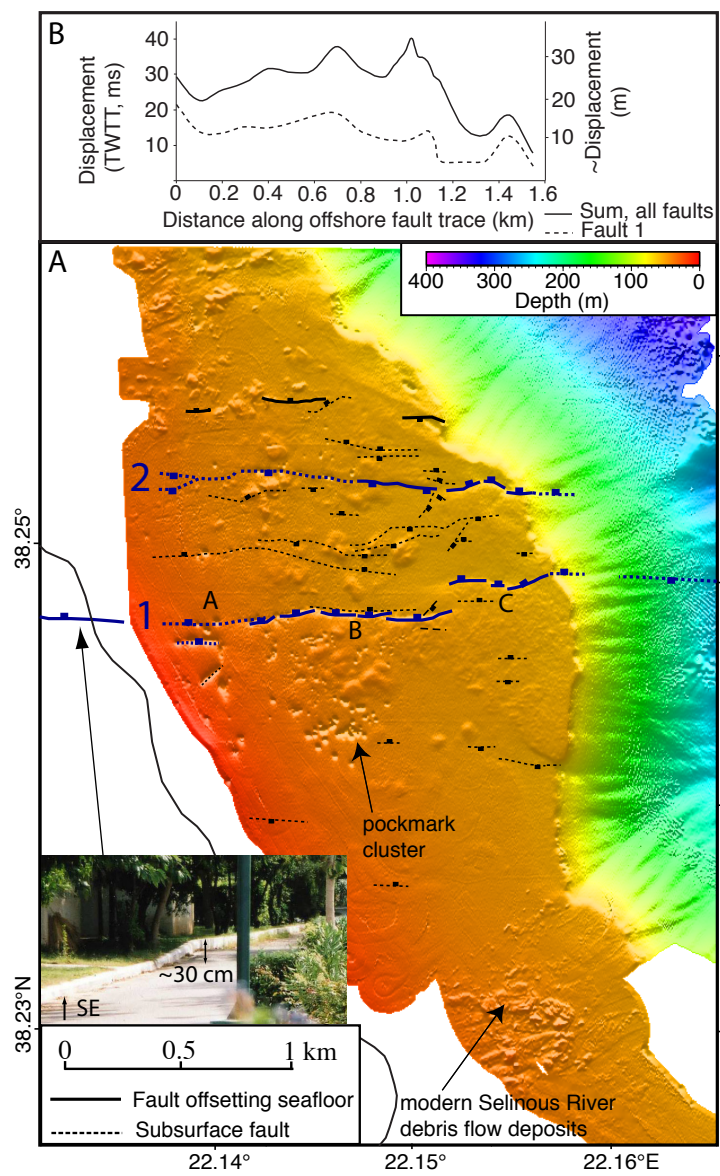 B
40
30
20
10
Displacement
(TWTT, ms)
30
20
10
~Displacement
(m)
0 0.2 0.4 0.6 0.8 1.0 1.2 1.4 1.6
Distance along offshore fault trace (km)
Sum, all faults
Fault 1
A
400 300 200 100 0
Depth (m)
2
38.25°
1
A
B
C
pockmark
cluster
~30 cm
SE
38.23°N
0 0.5 1 km
Fault offsetting seafloor
Subsurface fault
modern Selinous River
debris flow deposits
22.14° 22.15° 22.16°